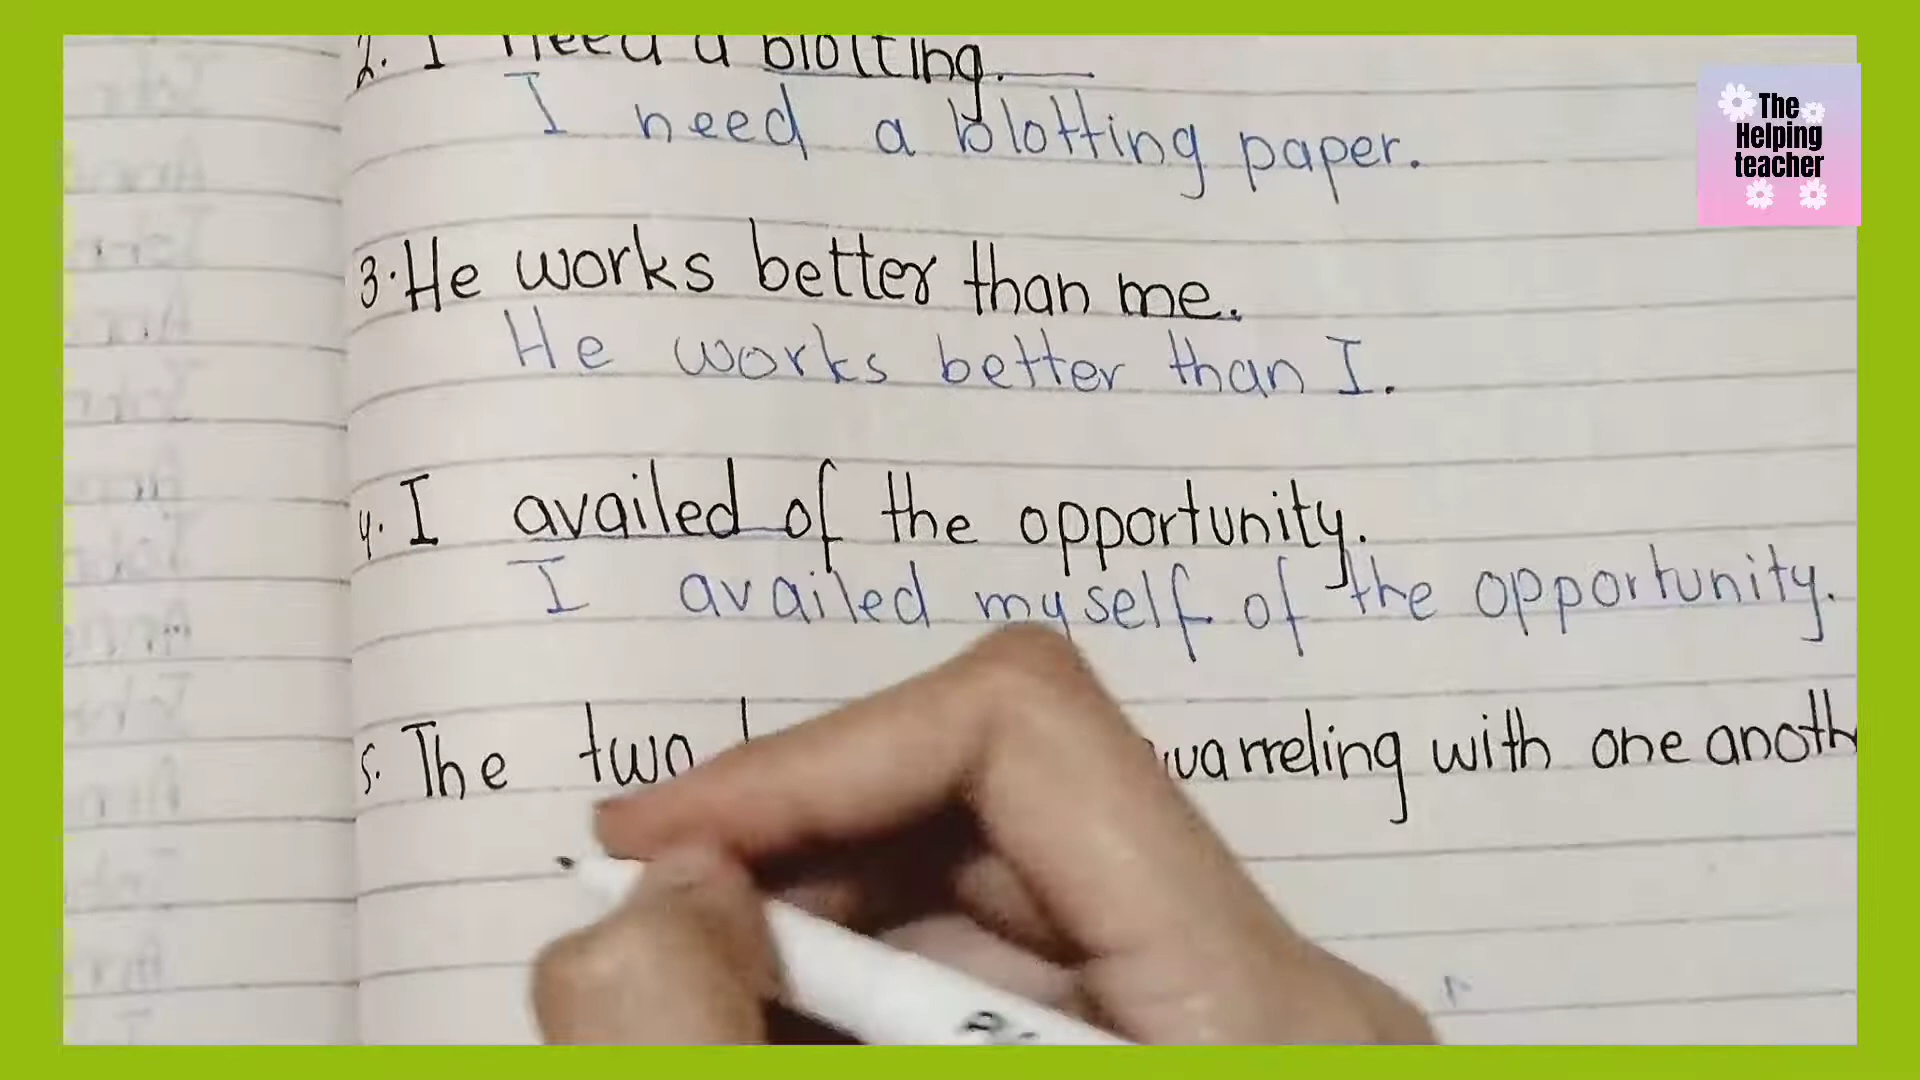 2. I need a blotting.
I need a blotting paper.
3. He works better than me.
He works better than I.
4. I availed of the opportunity.
I availed myself of the opportunity.
5. The two uarreling with one anoth
The
Helping
teacher